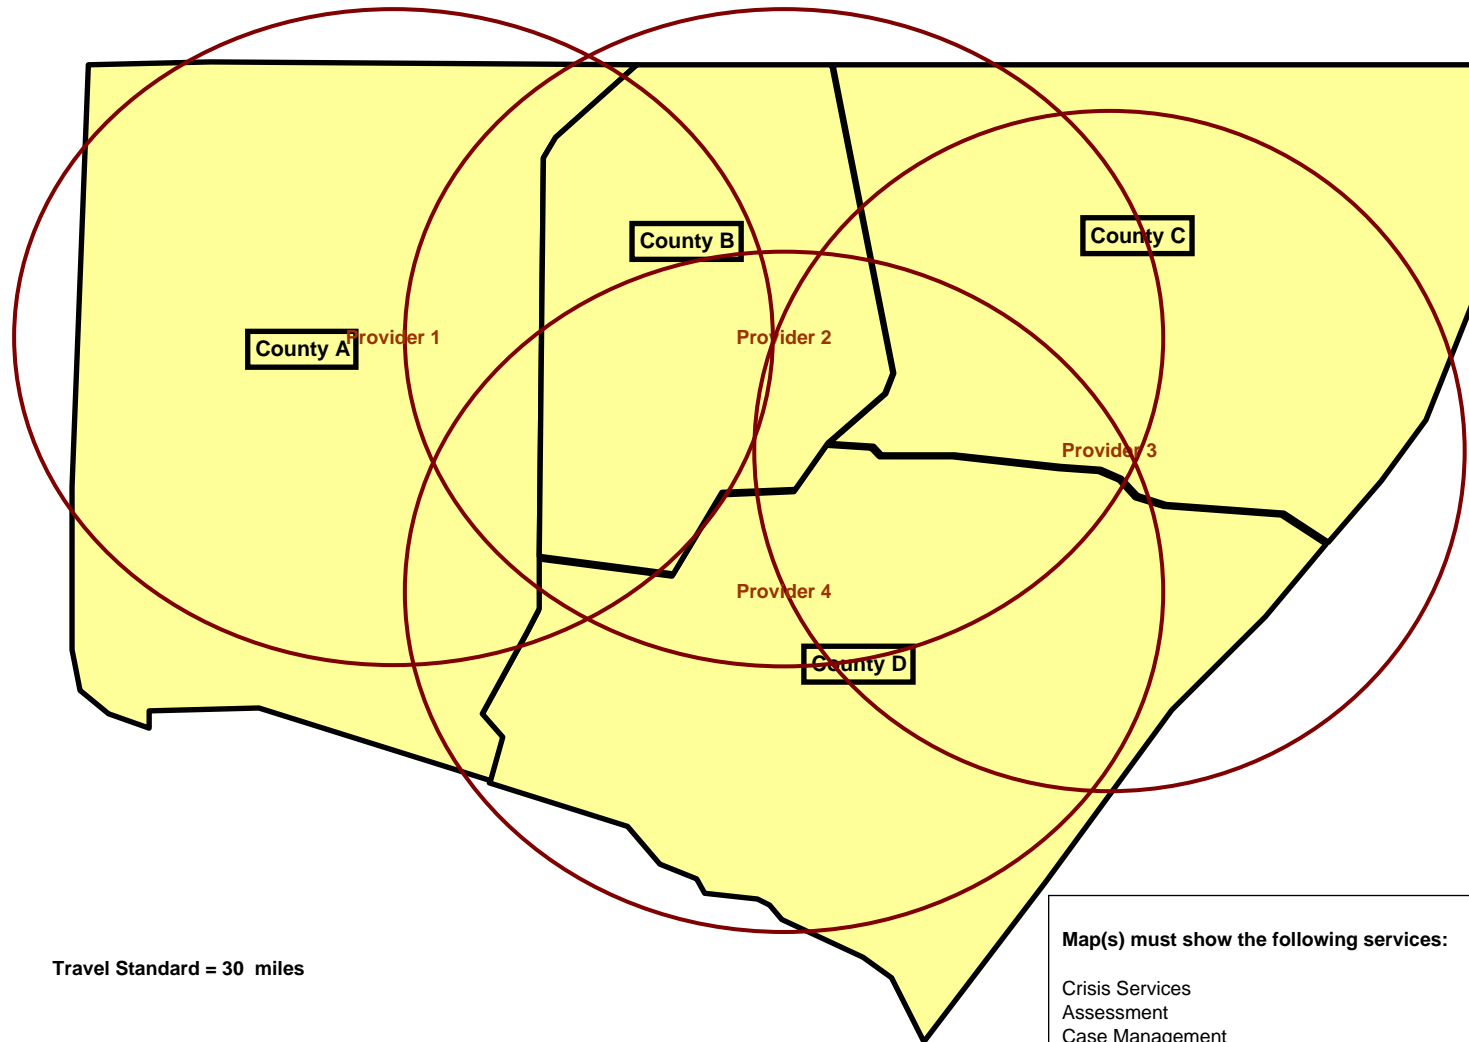 County B
County C
Provider 1
Provider 2
County A
Provider 3
Provider 4
County D
Map(s) must show the following services:
Travel Standard = 30 miles
Crisis Services
Assessment
Case Management